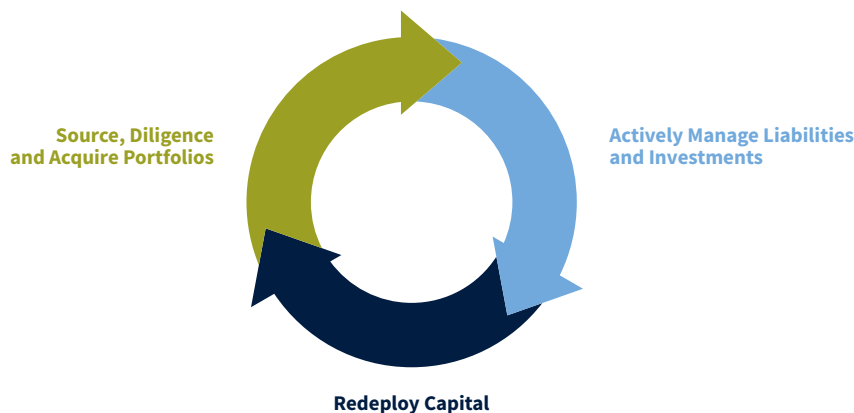 Source, Diligence
and Acquire Portfolios
Actively Manage Liabilities
and Investments
Redeploy Capital